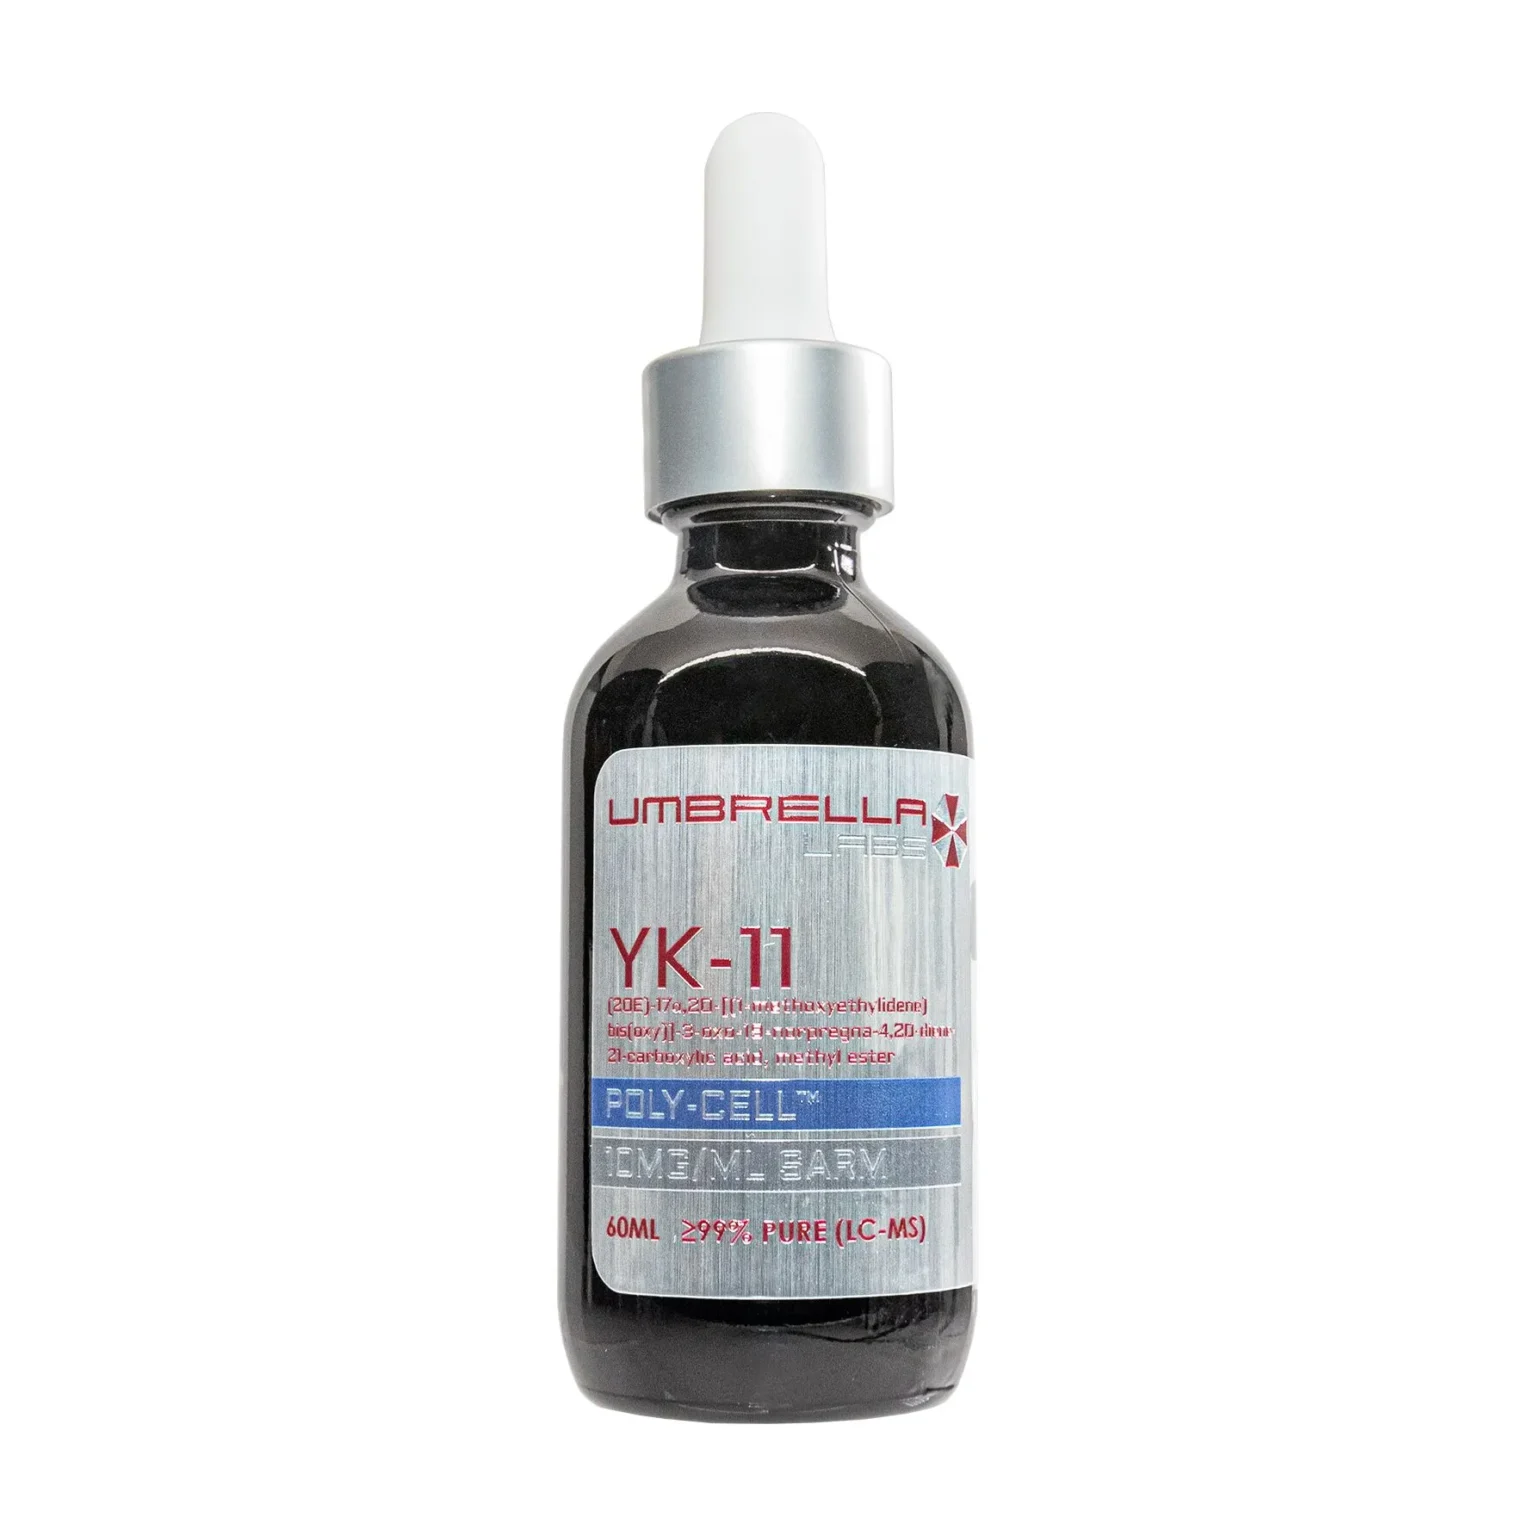 UMBRELLA
LABS
YK-11
(20E)-17α,20-[(1-methoxyethylidene)
bis(oxy)]-3-oxo-19-norpregna-4,20-diene-
21-carboxylic acid, methyl ester
POLY-CELL™
10MG/ML SARM
60ML ≥99% PURE (LC-MS)